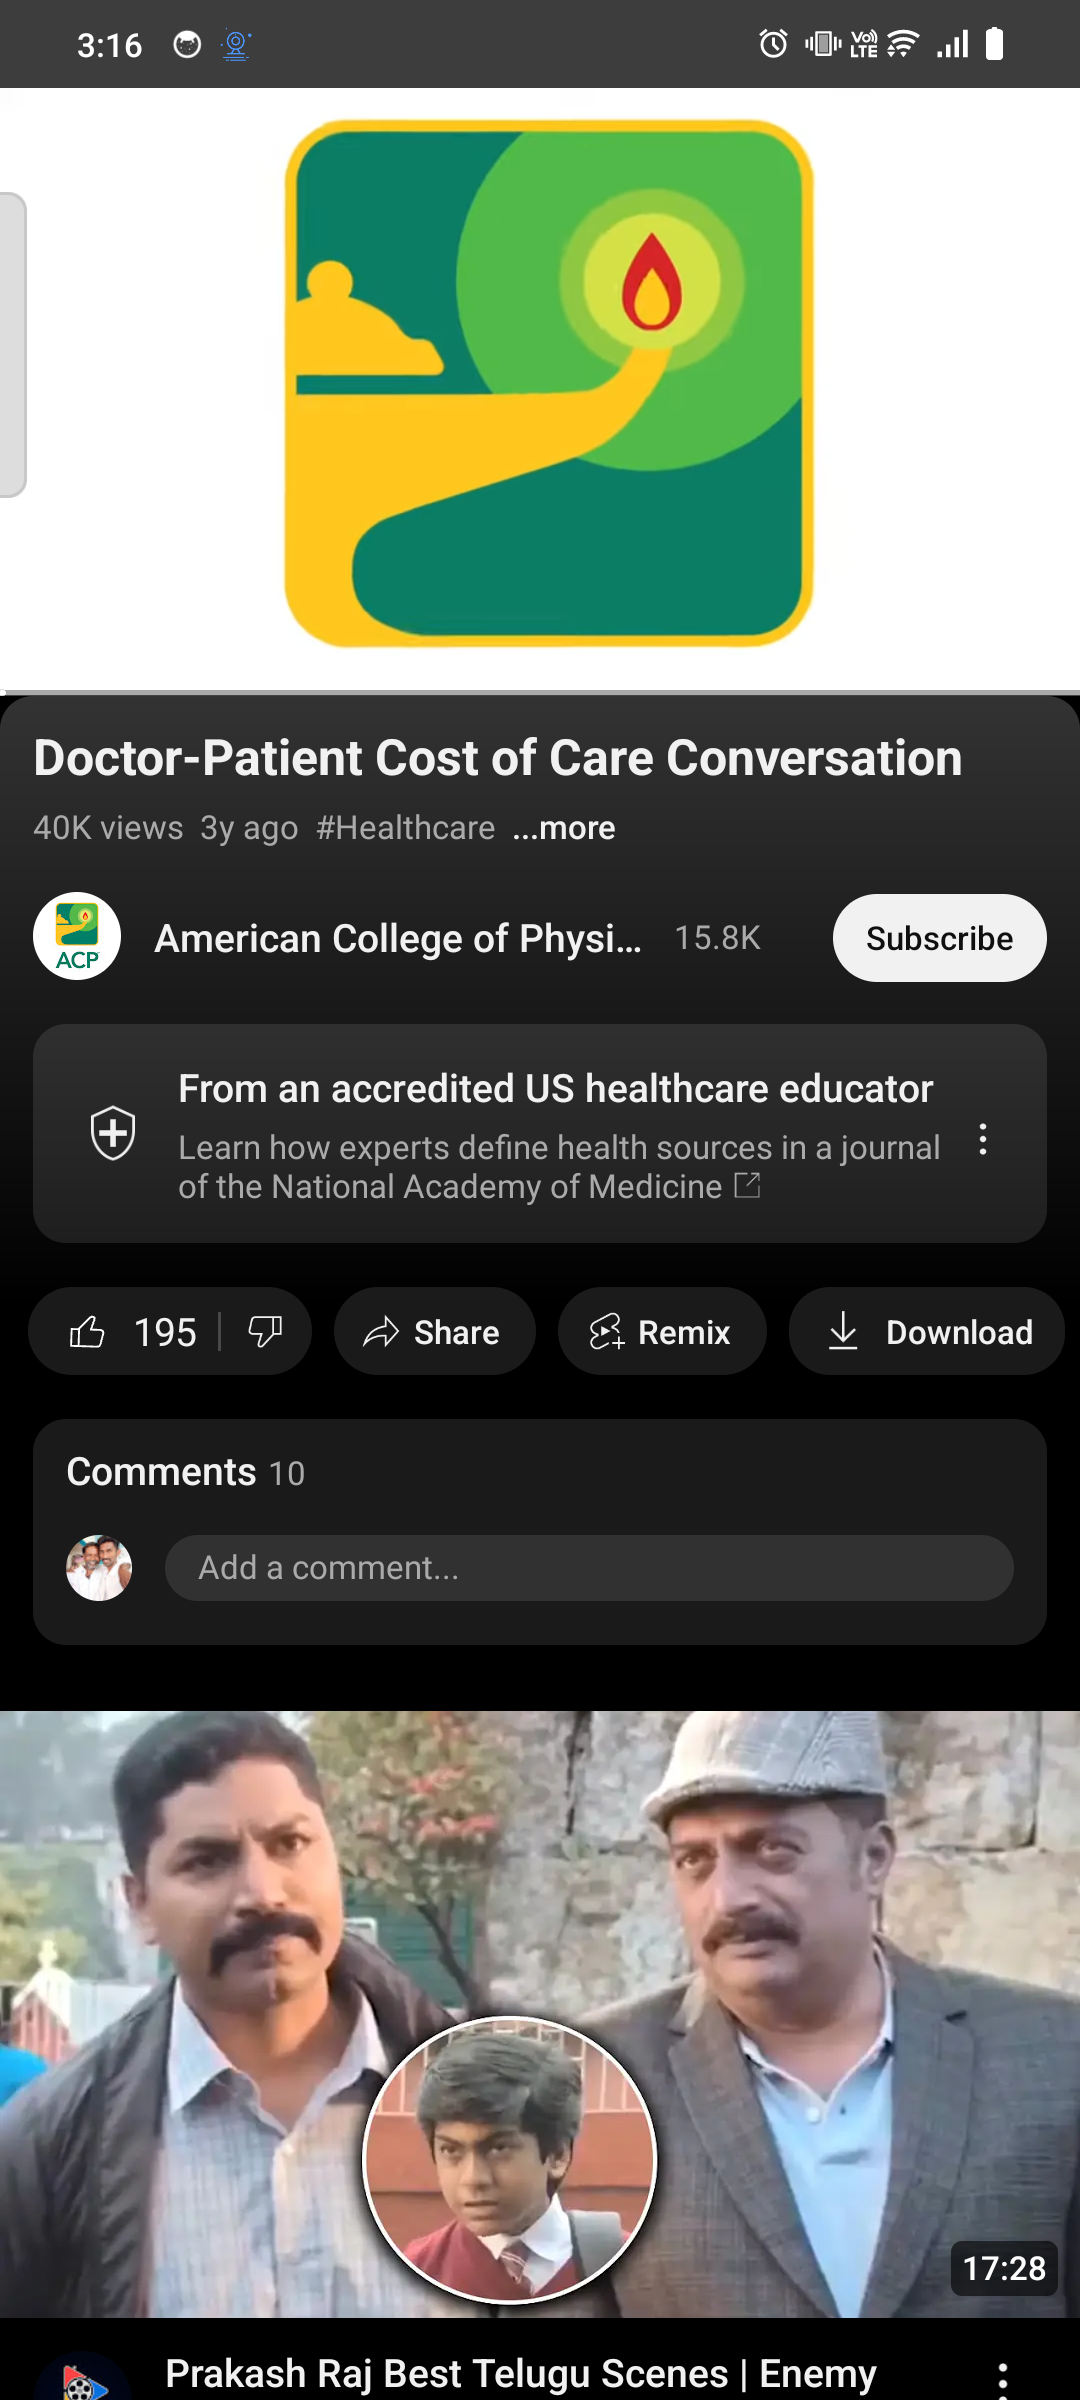 3:16
Vo)) LTE
Doctor-Patient Cost of Care Conversation
40K views 3y ago #Healthcare ...more
ACP
American College of Physi... 15.8K Subscribe
From an accredited US healthcare educator
Learn how experts define health sources in a journal
of the National Academy of Medicine
195 Share Remix Download
Comments 10
Add a comment...
17:28
Prakash Raj Best Telugu Scenes | Enemy